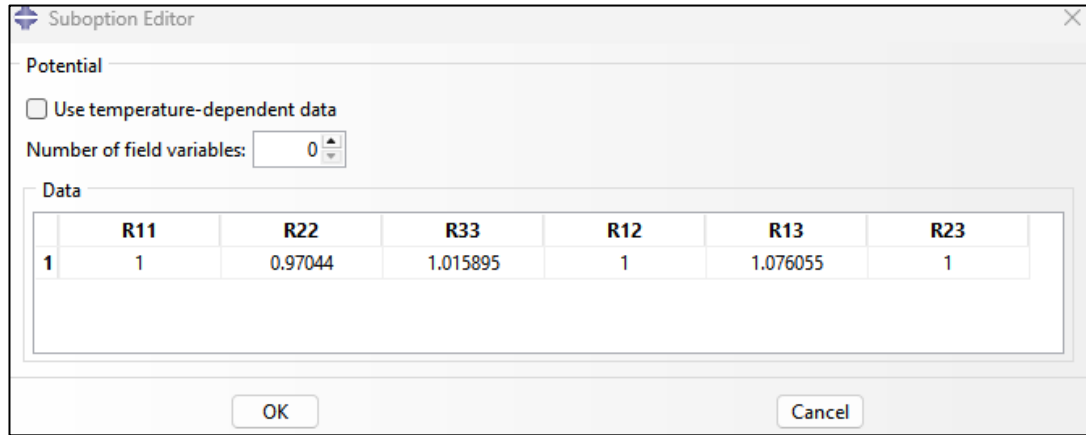 Suboption Editor
Potential
Use temperature-dependent data
Number of field variables: 0
Data
R11 R22 R33 R12 R13 R23
1 1 0.97044 1.015895 1 1.076055 1
OK Cancel